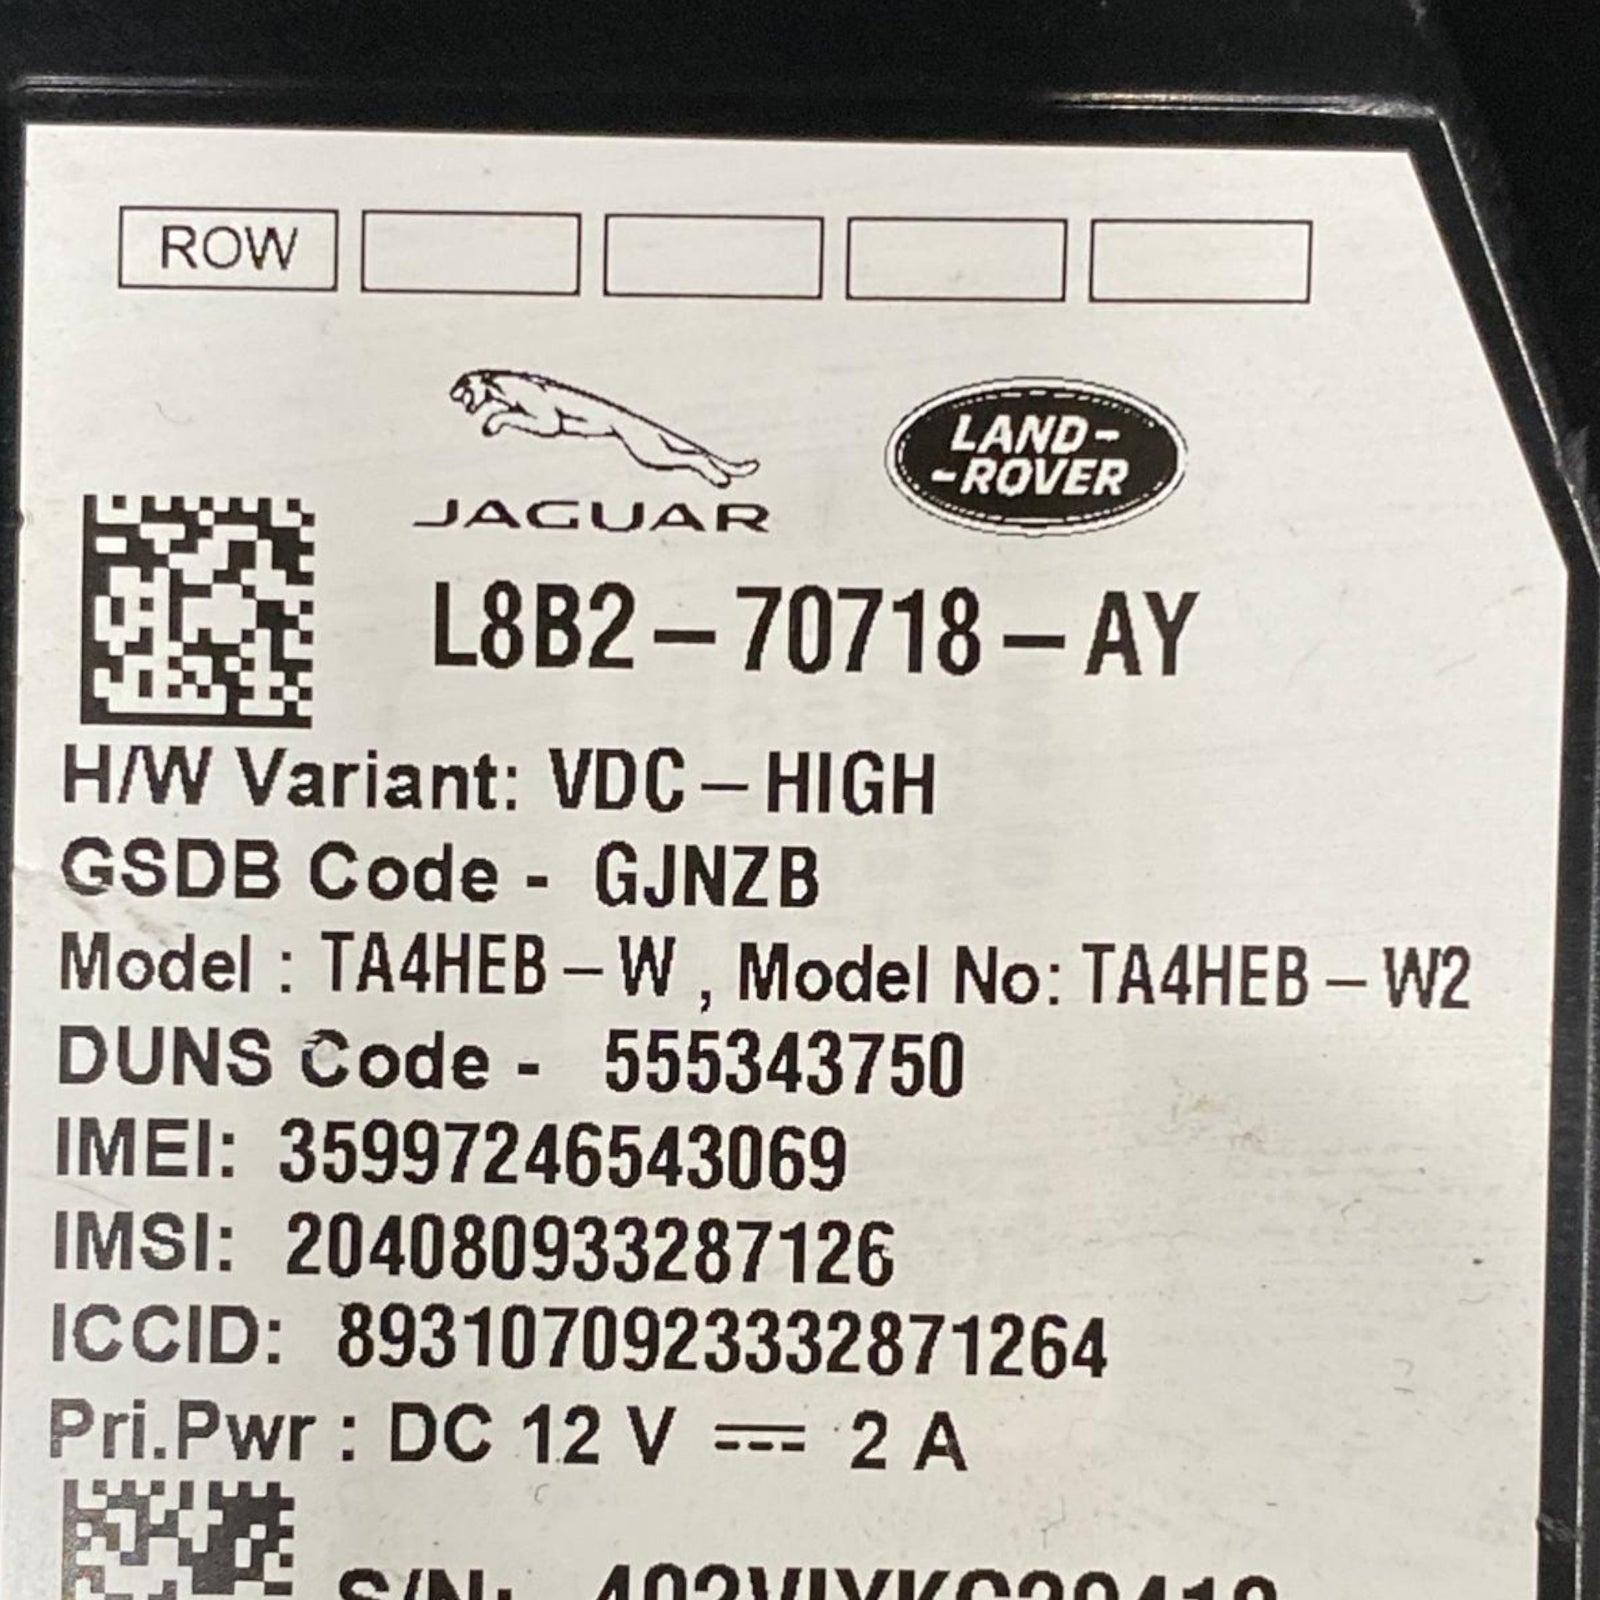 ROW
JAGUAR
LAND-
-ROVER
L8B2-70718-AY
H/W Variant: VDC-HIGH
GSDB Code - GJNZB
Model : TA4HEB-W , Model No: TA4HEB-W2
DUNS Code - 555343750
IMEI: 35997246543069
IMSI: 204080933287126
ICCID: 8931070923332871264
Pri.Pwr : DC 12 V ⎓ 2 A
S/N: